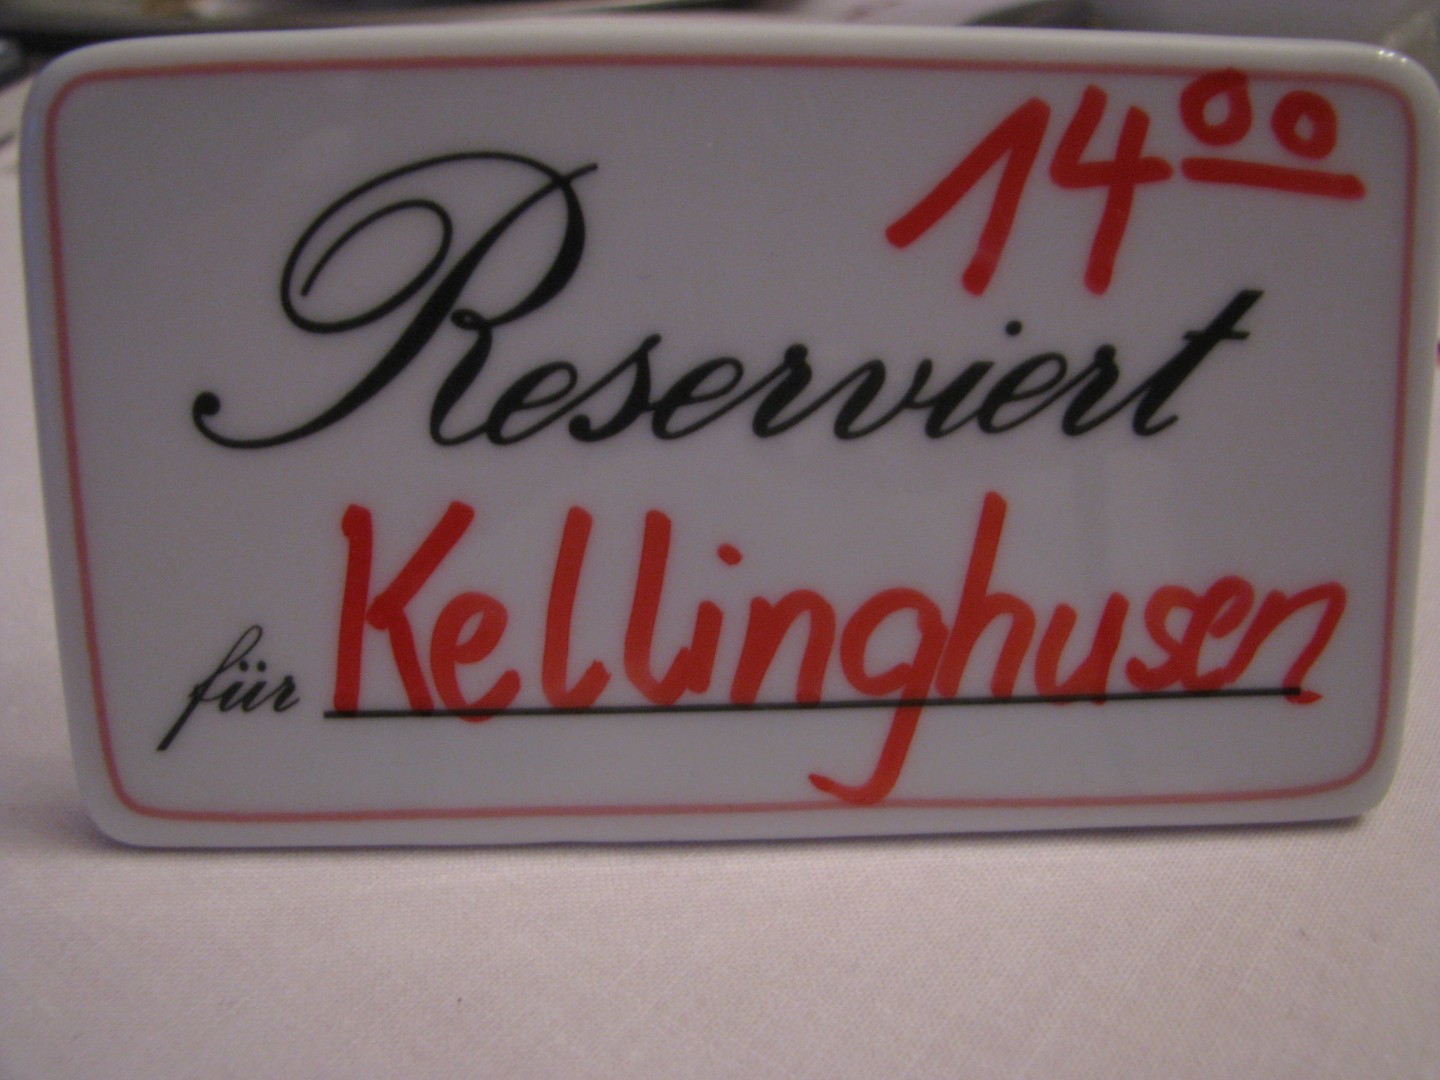 14⁰⁰
Reserviert
für Kellinghusen